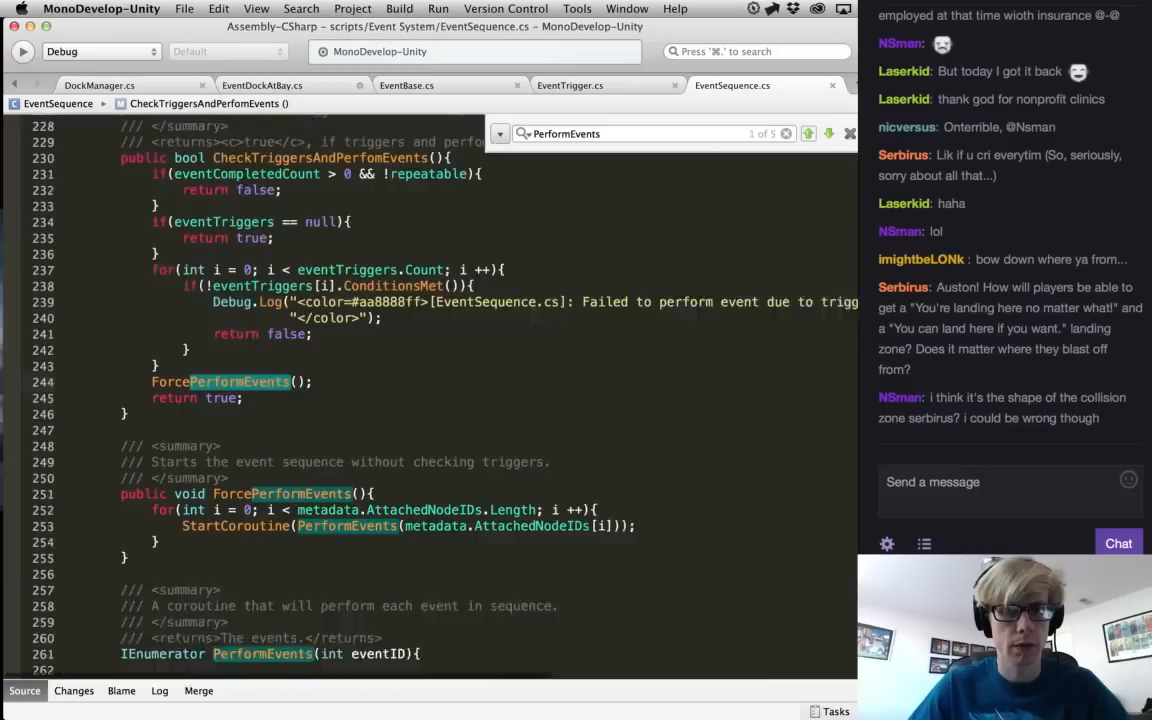 MonoDevelop-Unity File Edit View Search Project Build Run Version Control Tools Window Help
Assembly-CSharp - scripts/Event System/EventSequence.cs - MonoDevelop-Unity
Debug Default MonoDevelop-Unity Press '⌘.' to search
DockManager.cs EventDockAtBay.cs EventBase.cs EventTrigger.cs EventSequence.cs
EventSequence CheckTriggersAndPerfomEvents ()
PerformEvents 1 of 5
228 /// </summary>
229 /// <returns><c>true</c>, if triggers and perfo
230 public bool CheckTriggersAndPerfomEvents(){
231 if(eventCompletedCount > 0 && !repeatable){
232 return false;
233 }
234 if(eventTriggers == null){
235 return true;
236 }
237 for(int i = 0; i < eventTriggers.Count; i ++){
238 if(!eventTriggers[i].ConditionsMet()){
239 Debug.Log("<color=#aa8888ff>[EventSequence.cs]: Failed to perform event due to trigg
240 "</color>");
241 return false;
242 }
243 }
244 ForcePerformEvents();
245 return true;
246 }
247
248 /// <summary>
249 /// Starts the event sequence without checking triggers.
250 /// </summary>
251 public void ForcePerformEvents(){
252 for(int i = 0; i < metadata.AttachedNodeIDs.Length; i ++){
253 StartCoroutine(PerformEvents(metadata.AttachedNodeIDs[i]));
254 }
255 }
256
257 /// <summary>
258 /// A coroutine that will perform each event in sequence.
259 /// </summary>
260 /// <returns>The events.</returns>
261 IEnumerator PerformEvents(int eventID){
262
Source Changes Blame Log Merge
Tasks
employed at that time wioth insurance @-@
NSman:
Laserkid: But today I got it back
Laserkid: thank god for nonprofit clinics
nicversus: Onterrible, @Nsman
Serbirus: Lik if u cri everytim (So, seriously,
sorry about all that...)
Laserkid: haha
NSman: lol
imightbeLONk : bow down where ya from...
Serbirus: Auston! How will players be able to
get a "You're landing here no matter what!" and
a "You can land here if you want." landing
zone? Does it matter where they blast off
from?
NSman: i think it's the shape of the collision
zone serbirus? i could be wrong though
Send a message
Chat